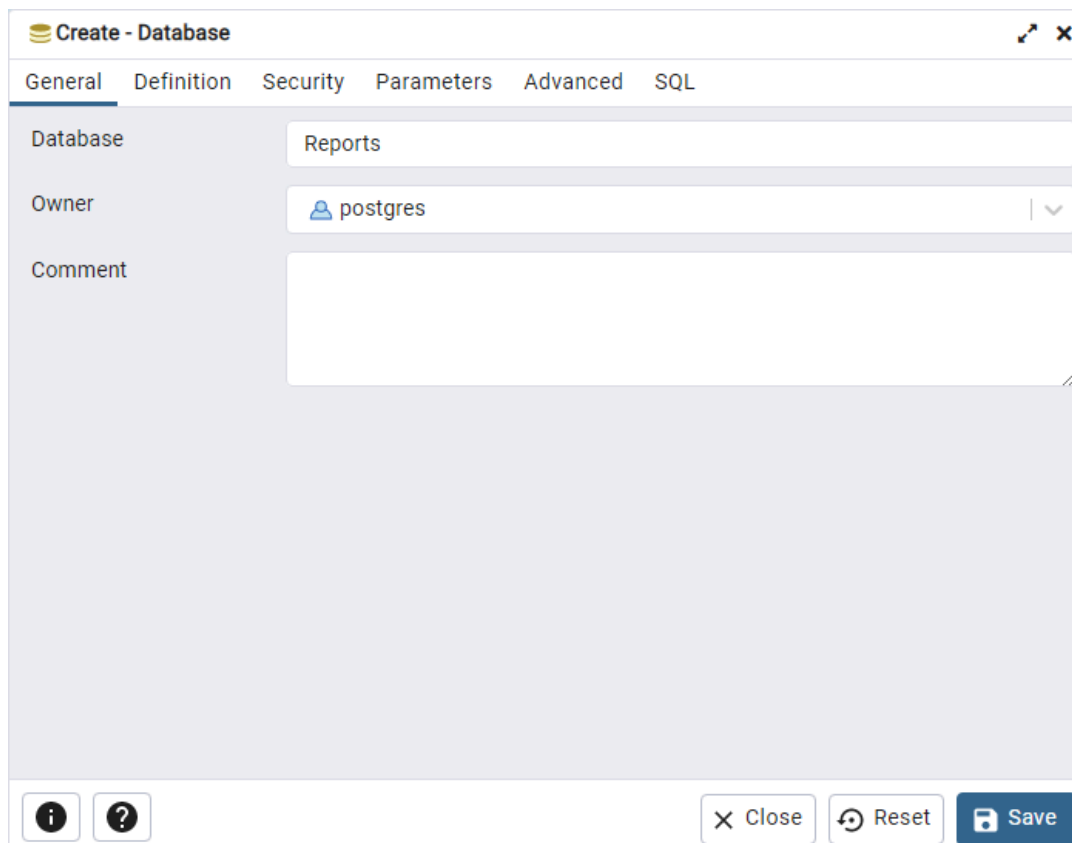 Create - Database
General Definition Security Parameters Advanced SQL
Database Reports
Owner postgres
Comment
Close Reset Save